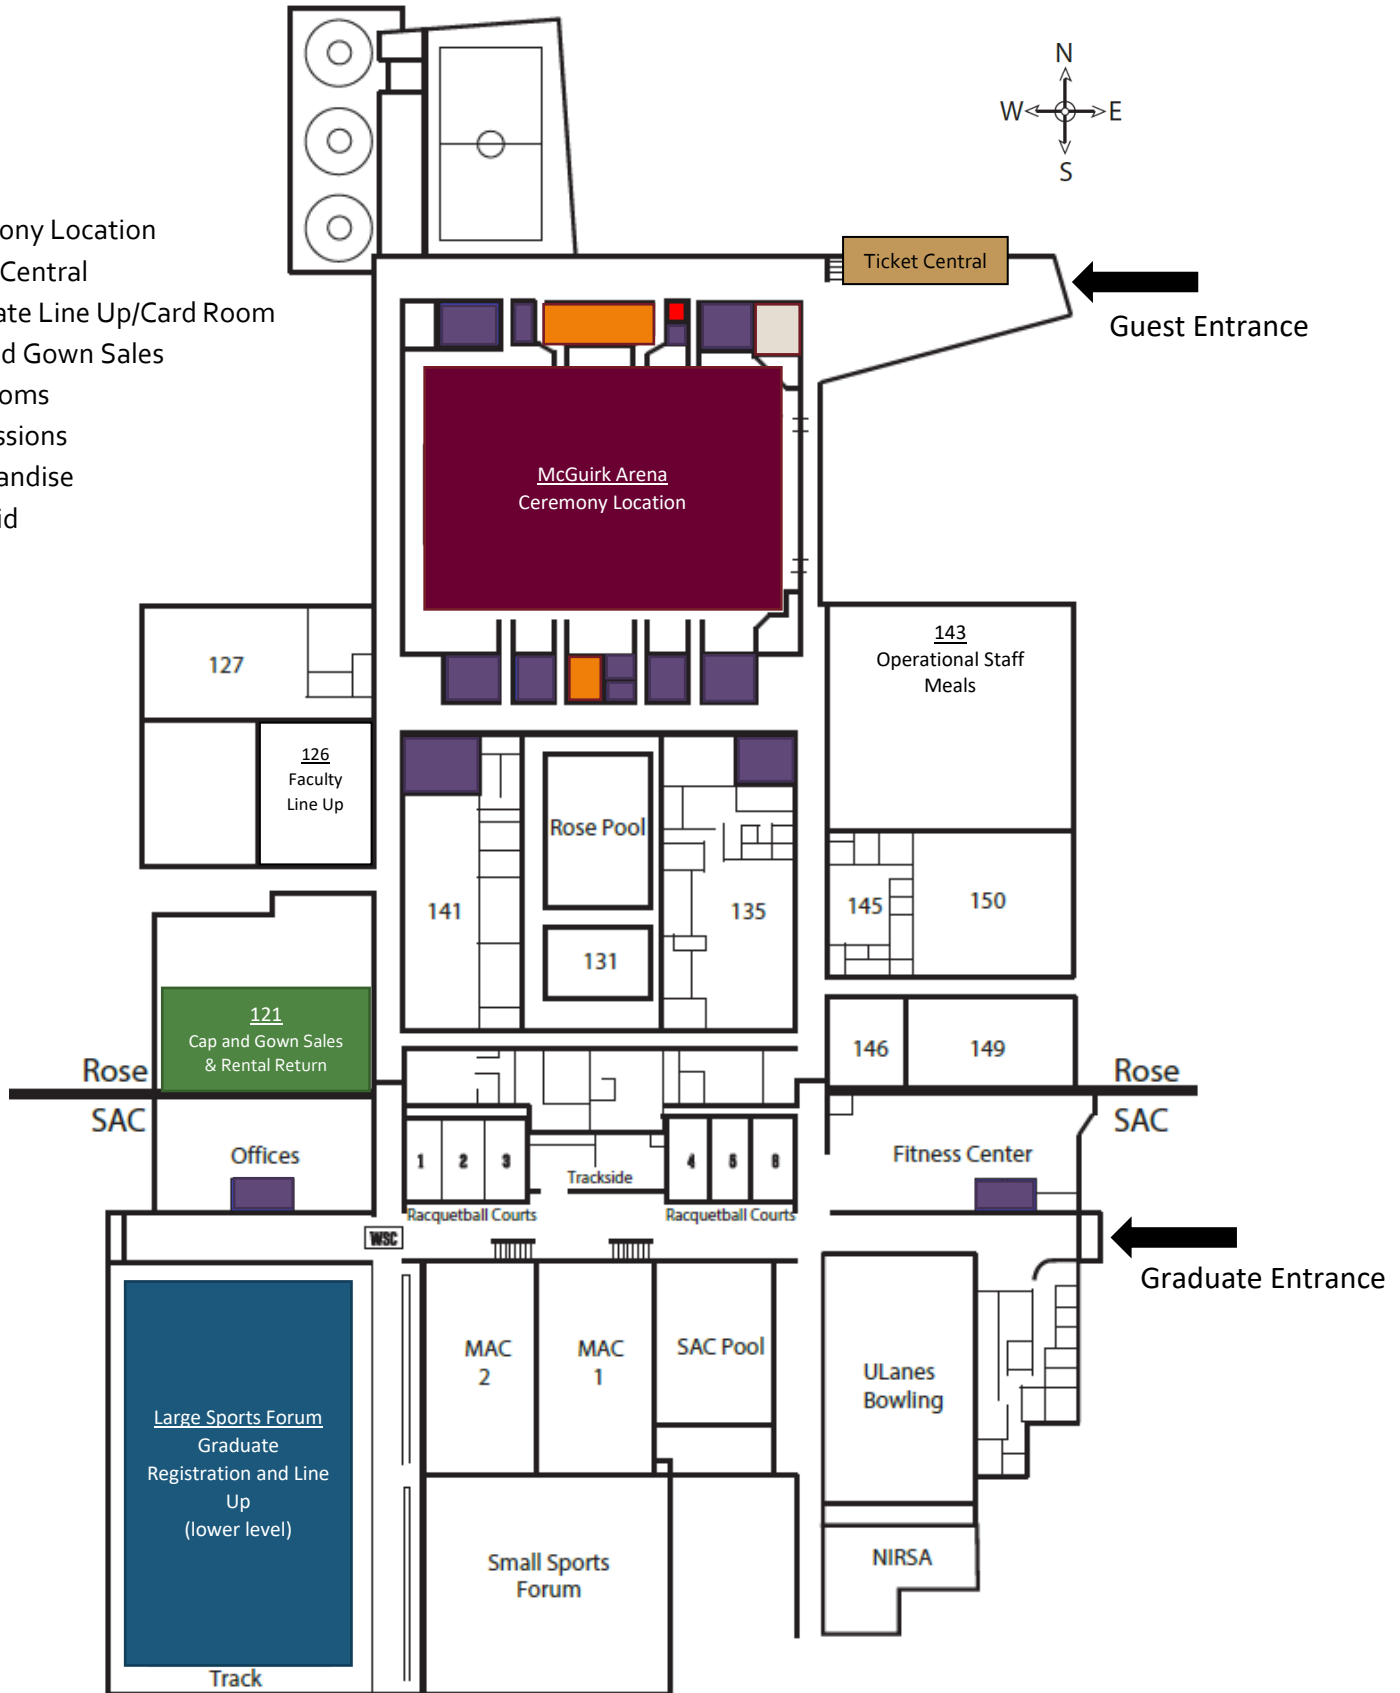 N
W E
S
ony Location
Central
ate Line Up/Card Room
d Gown Sales
oms
ssions
andise
id
Ticket Central
Guest Entrance
McGuirk Arena
Ceremony Location
127
143
Operational Staff
Meals
126
Faculty
Line Up
Rose Pool
141
135
145
150
131
121
Cap and Gown Sales
& Rental Return
146
149
Rose
SAC
Rose
SAC
Offices
1 2 3
Trackside
4 5 6
Fitness Center
Racquetball Courts
Racquetball Courts
WSC
Graduate Entrance
MAC
2
MAC
1
SAC Pool
ULanes
Bowling
Large Sports Forum
Graduate
Registration and Line
Up
(lower level)
Small Sports
Forum
NIRSA
Track